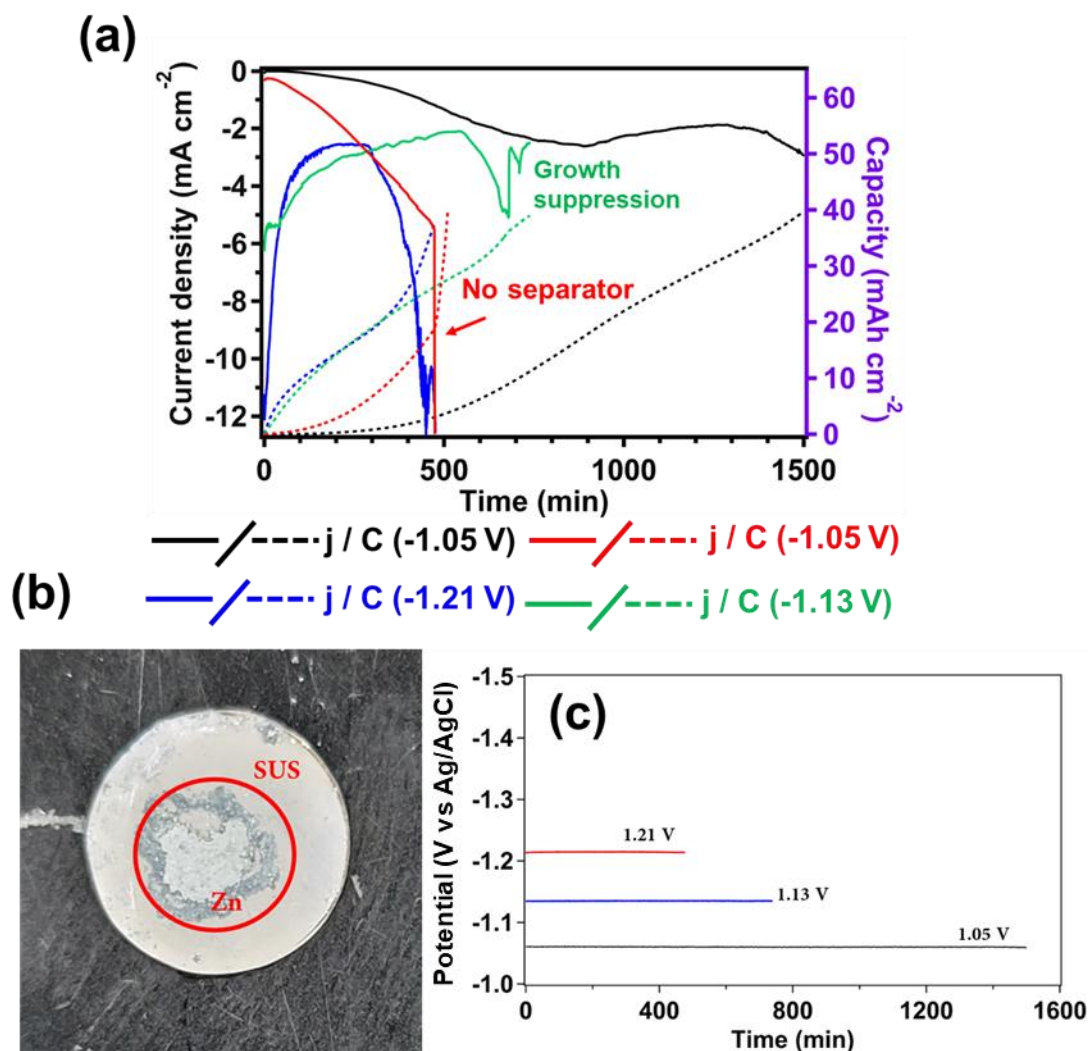 (a)
Current density (mA cm⁻²)
0
-2
-4
-6
-8
-10
-12
Growth
suppression
No separator
60
50
40
30
20
10
0
Capacity (mAh cm⁻²)
0 500 1000 1500
Time (min)
j / C (-1.05 V) j / C (-1.05 V)
j / C (-1.21 V) j / C (-1.13 V)
(b)
SUS
Zn
(c)
Potential (V vs Ag/AgCl)
-1.5
-1.4
-1.3
-1.2
-1.1
-1.0
1.21 V
1.13 V
1.05 V
0 400 800 1200 1600
Time (min)